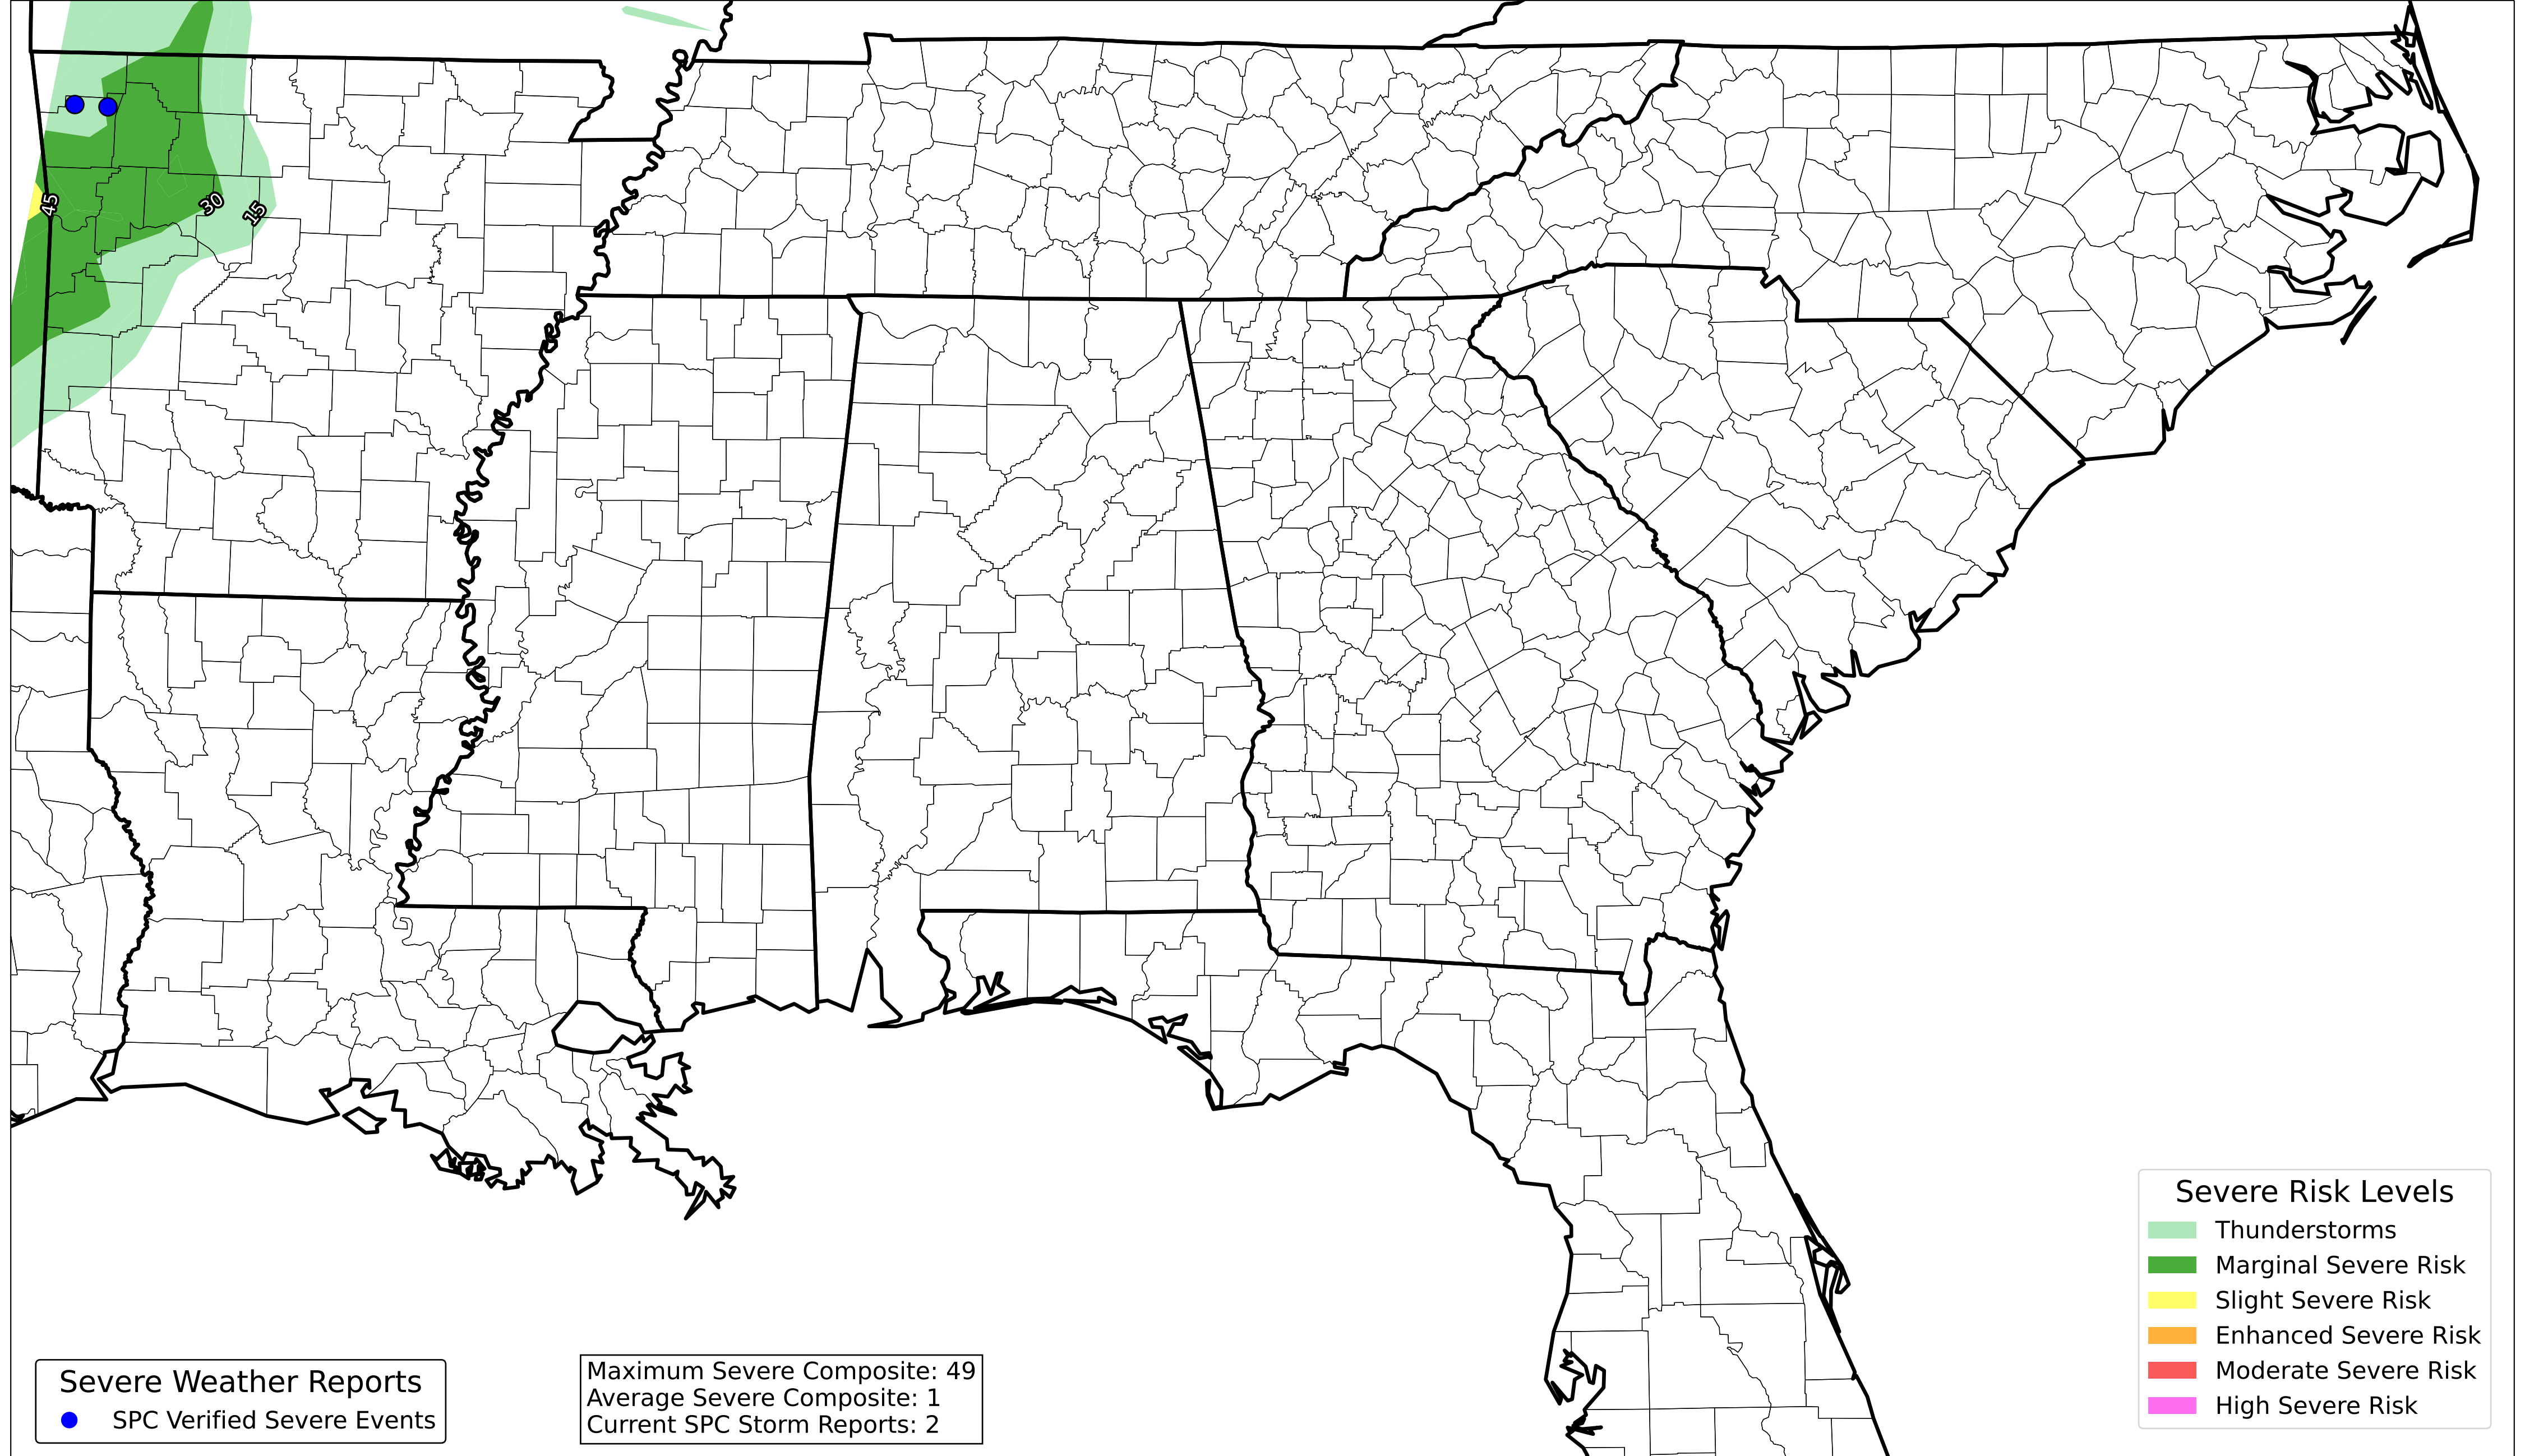 45
30
15
Severe Risk Levels
Thunderstorms
Marginal Severe Risk
Slight Severe Risk
Enhanced Severe Risk
Moderate Severe Risk
High Severe Risk
Severe Weather Reports
SPC Verified Severe Events
Maximum Severe Composite: 49
Average Severe Composite: 1
Current SPC Storm Reports: 2